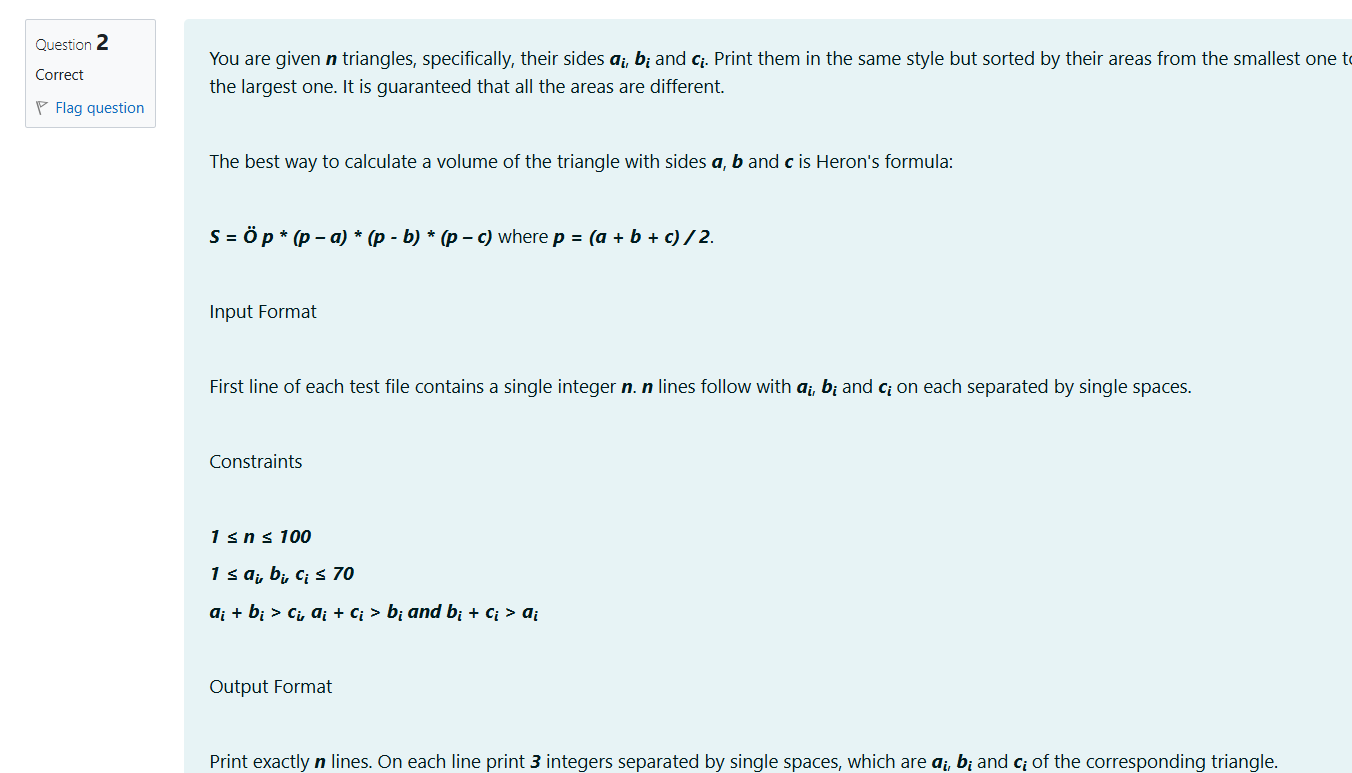 Question 2
Correct
Flag question
You are given n triangles, specifically, their sides ai, bi and ci. Print them in the same style but sorted by their areas from the smallest one to
the largest one. It is guaranteed that all the areas are different.
The best way to calculate a volume of the triangle with sides a, b and c is Heron's formula:
S = Ö p * (p – a) * (p - b) * (p – c) where p = (a + b + c) / 2.
Input Format
First line of each test file contains a single integer n. n lines follow with ai, bi and ci on each separated by single spaces.
Constraints
1 ≤ n ≤ 100
1 ≤ ai, bi, ci ≤ 70
ai + bi > ci, ai + ci > bi and bi + ci > ai
Output Format
Print exactly n lines. On each line print 3 integers separated by single spaces, which are ai, bi and ci of the corresponding triangle.